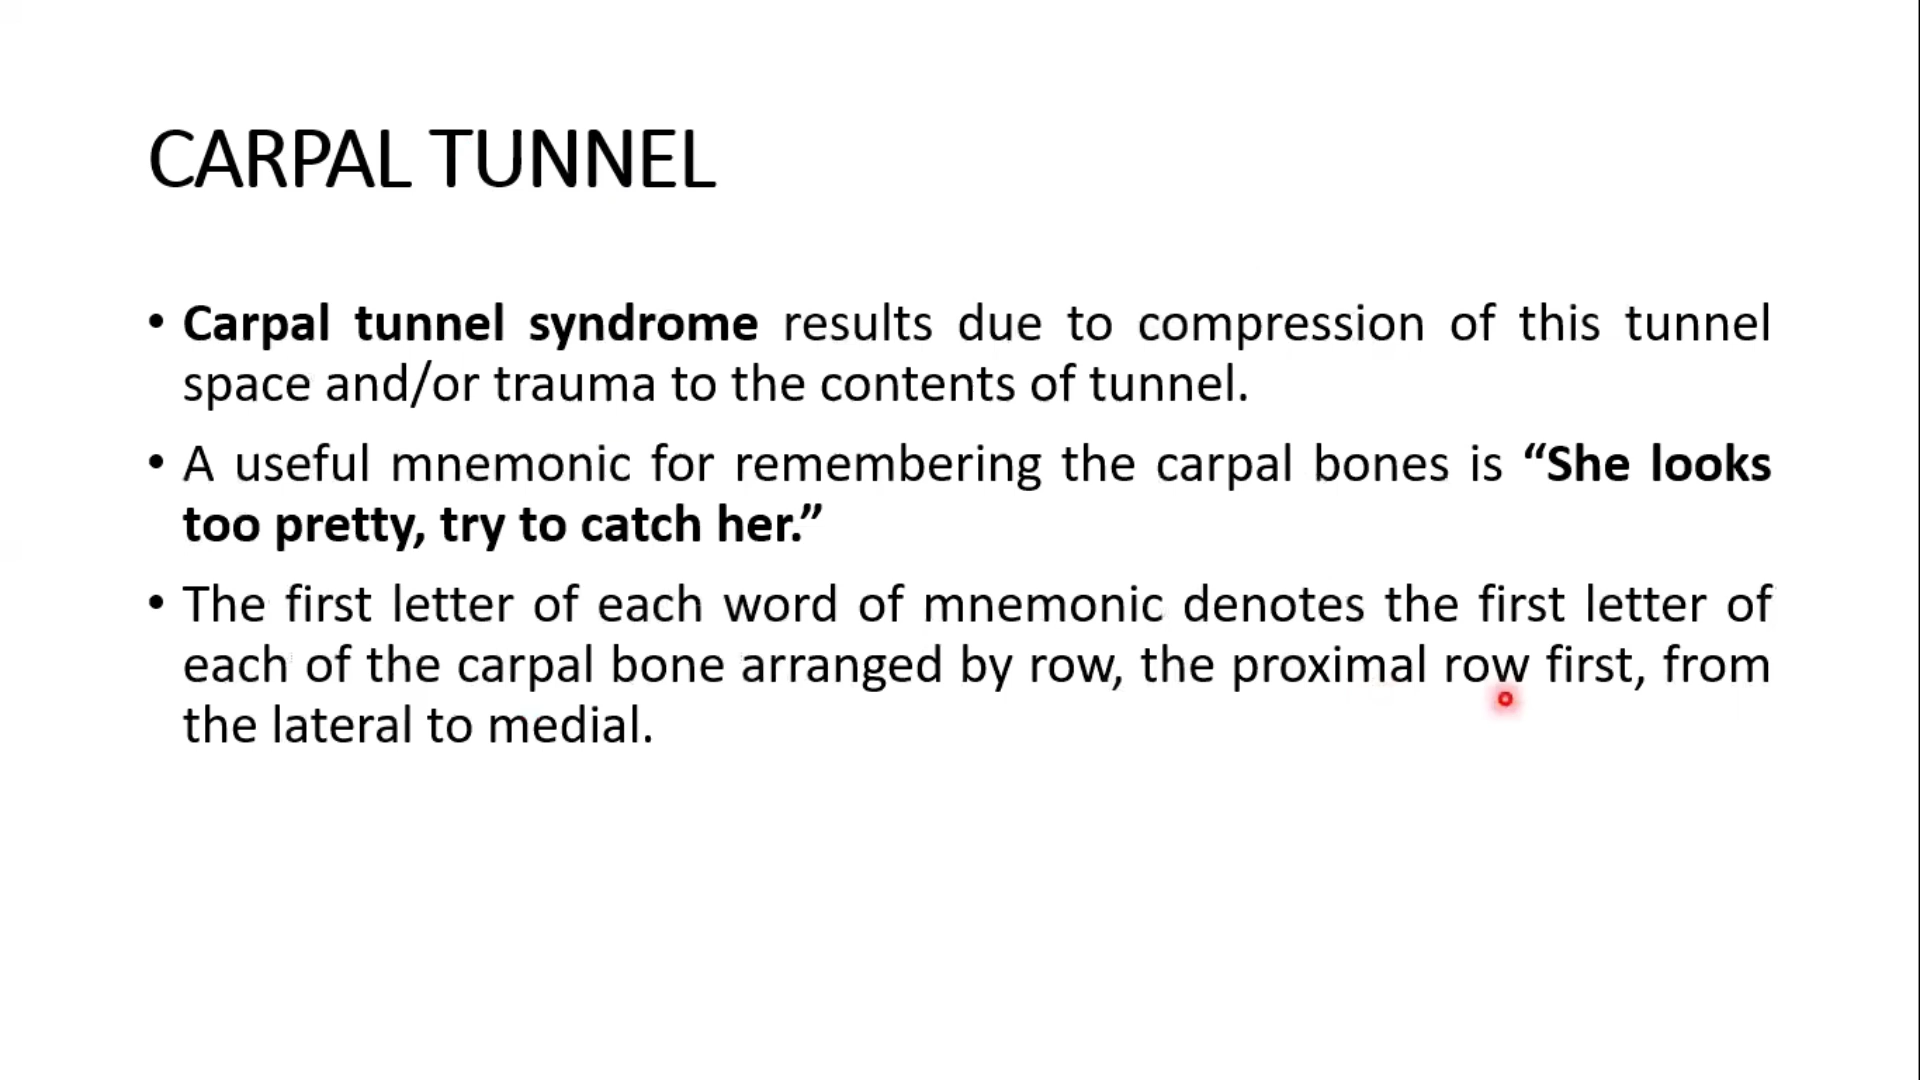 CARPAL TUNNEL
• Carpal tunnel syndrome results due to compression of this tunnel
space and/or trauma to the contents of tunnel.
• A useful mnemonic for remembering the carpal bones is “She looks
too pretty, try to catch her.”
• The first letter of each word of mnemonic denotes the first letter of
each of the carpal bone arranged by row, the proximal row first, from
the lateral to medial.